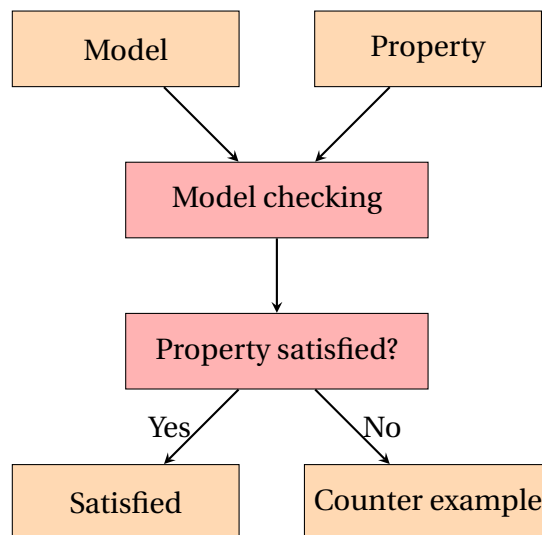 Model
Property
Model checking
Property satisfied?
Yes
No
Satisfied
Counter example